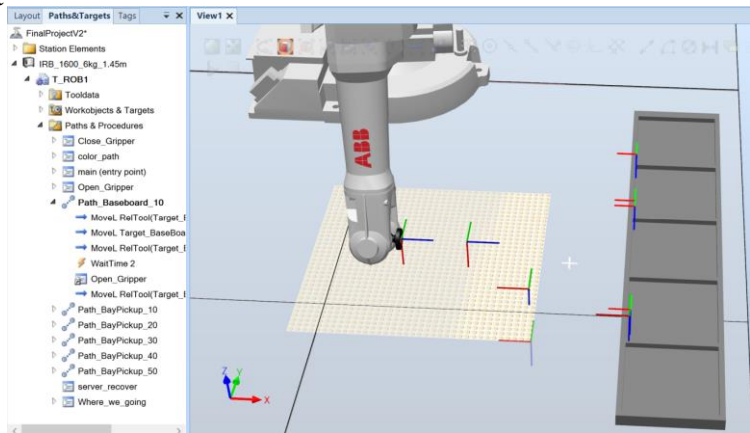 Layout Paths&Targets Tags
View1
FinalProjectV2*
Station Elements
IRB_1600_6kg_1.45m
T_ROB1
Tooldata
Workobjects & Targets
Paths & Procedures
Close_Gripper
color_path
main (entry point)
Open_Gripper
Path_Baseboard_10
MoveL RelTool(Target_
MoveL Target_BaseBoa
MoveL RelTool(Target_
WaitTime 2
Open_Gripper
MoveL RelTool(Target_
Path_BayPickup_10
Path_BayPickup_20
Path_BayPickup_30
Path_BayPickup_40
Path_BayPickup_50
server_recover
Where_we_going
ABB
Z
Y
X